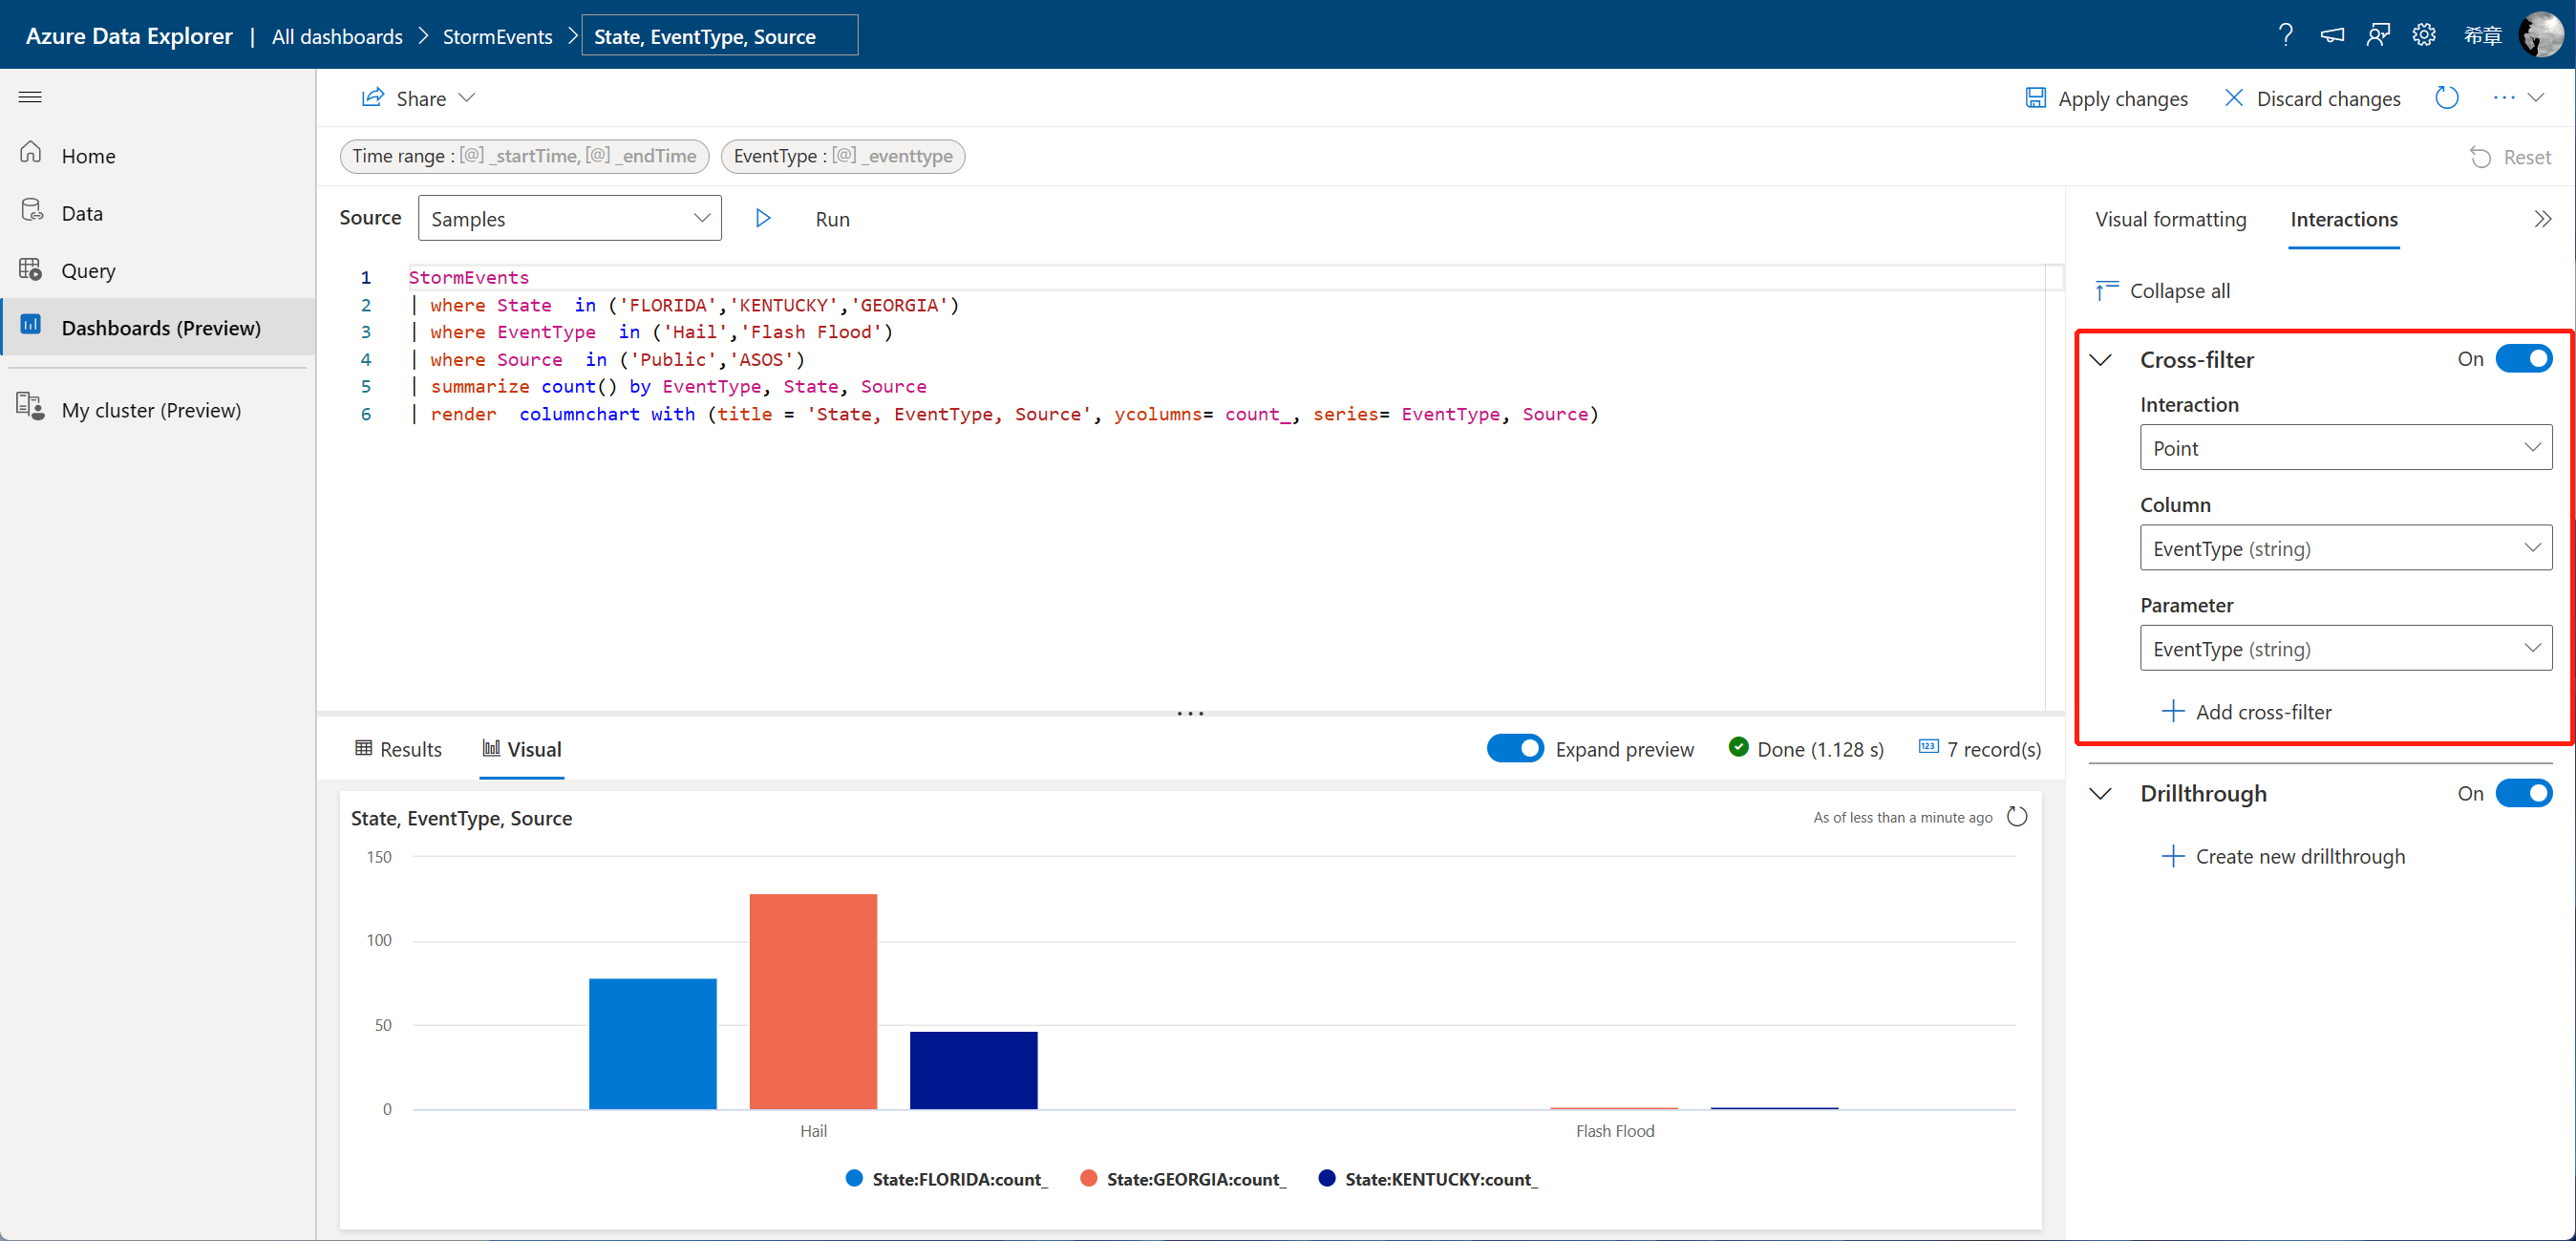 Azure Data Explorer | All dashboards > StormEvents > State, EventType, Source ? 希章
Share
Apply changes Discard changes ...
Time range : [@] _startTime, [@] _endTime EventType : [@] _eventtype Reset
Home
Data
Query
Dashboards (Preview)
My cluster (Preview)
Source Samples Run
1 StormEvents
2 | where State  in ('FLORIDA','KENTUCKY','GEORGIA')
3 | where EventType  in ('Hail','Flash Flood')
4 | where Source  in ('Public','ASOS')
5 | summarize count() by EventType, State, Source
6 | render  columnchart with (title = 'State, EventType, Source', ycolumns= count_, series= EventType, Source)
Results Visual Expand preview Done (1.128 s) 123 7 record(s)
State, EventType, Source As of less than a minute ago
150
100
50
0
Hail Flash Flood
State:FLORIDA:count_ State:GEORGIA:count_ State:KENTUCKY:count_
Visual formatting Interactions
Collapse all
Cross-filter On
Interaction
Point
Column
EventType (string)
Parameter
EventType (string)
+ Add cross-filter
Drillthrough On
+ Create new drillthrough